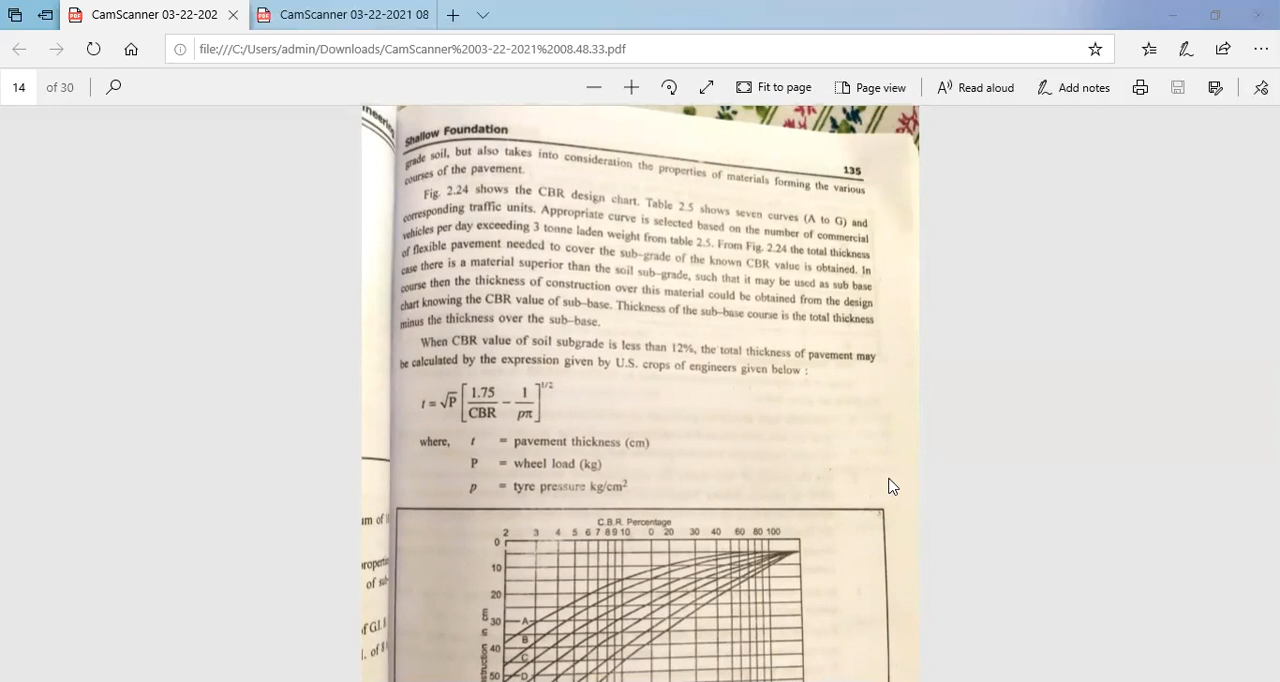 CamScanner 03-22-202
CamScanner 03-22-2021 08
file:///C:/Users/admin/Downloads/CamScanner%2003-22-2021%2008.48.33.pdf
14 of 30
Fit to page
Page view
Read aloud
Add notes
neering
Shallow Foundation
135
grade soil, but also takes into consideration the properties of materials forming the various
courses of the pavement.
Fig. 2.24 shows the CBR design chart. Table 2.5 shows seven curves (A to G) and
corresponding traffic units. Appropriate curve is selected based on the number of commercial
vehicles per day exceeding 3 tonne laden weight from table 2.5. From Fig. 2.24 the total thickness
of flexible pavement needed to cover the sub-grade of the known CBR value is obtained. In
case there is a material superior than the soil sub-grade, such that it may be used as sub base
course then the thickness of construction over this material could be obtained from the design
chart knowing the CBR value of sub-base. Thickness of the sub-base course is the total thickness
minus the thickness over the sub-base.
When CBR value of soil subgrade is less than 12%, the total thickness of pavement may
be calculated by the expression given by U.S. crops of engineers given below :
t = √P [ 1.75/CBR − 1/pπ ]^1/2
where, t = pavement thickness (cm)
P = wheel load (kg)
p = tyre pressure kg/cm²
um of
of sub
of G.I.
of
C.B.R. Percentage
2 3 4 5 6 7 8 9 10 0 20 30 40 60 80 100
0
10
20
30
40
50
A
B
C
D
struction in cm